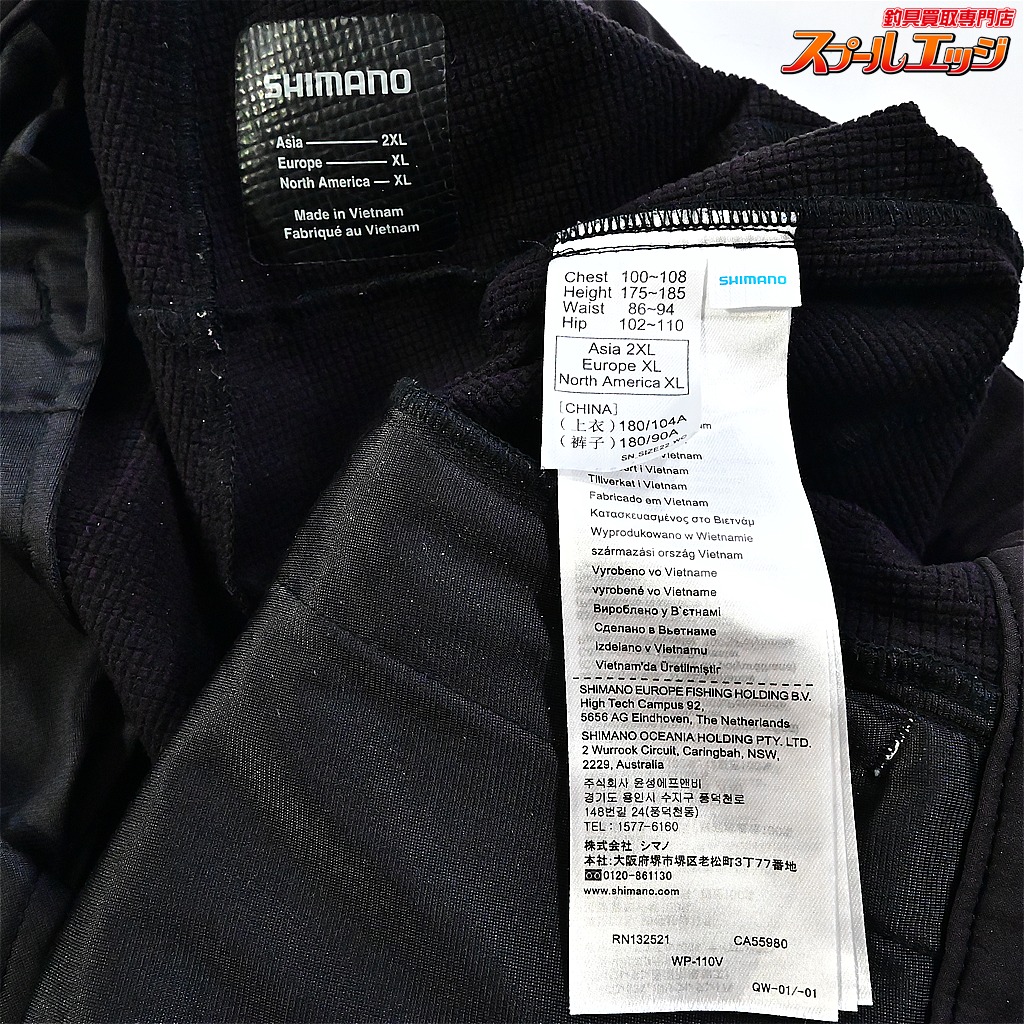 釣具買取専門店
スプールエッジ
SHIMANO
Asia 2XL
Europe XL
North America XL
Made in Vietnam
Fabriqué au Vietnam
SHIMANO
Chest 100~108
Height 175~185
Waist 86~94
Hip 102~110
Asia 2XL
Europe XL
North America XL
[CHINA]
(上衣) 180/104A
(裤子) 180/90A
Vietnam
i Vietnam
Tillverkat i Vietnam
Fabricado em Vietnam
Κατασκευασμένος στο Βιετνάμ
Wyprodukowano w Wietnamie
származási ország Vietnam
Vyrobeno vo Vietname
vyrobené vo Vietname
Вироблено у В`єтнамі
Сделано в Вьетнаме
Izdelano v Vietnamu
Vietnam'da Üretilmiştir
SHIMANO EUROPE FISHING HOLDING B.V.
High Tech Campus 92,
5656 AG Eindhoven, The Netherlands
SHIMANO OCEANIA HOLDING PTY. LTD.
2 Wurrook Circuit, Caringbah, NSW,
2229, Australia
주식회사 윤성에프앤비
경기도 용인시 수지구 풍덕천로
148번길 24(풍덕천동)
TEL : 1577-6160
株式会社 シマノ
本社:大阪府堺市堺区老松町3丁77番地
0120-861130
www.shimano.com
RN132521 CA55980
WP-110V
QW-01/-01